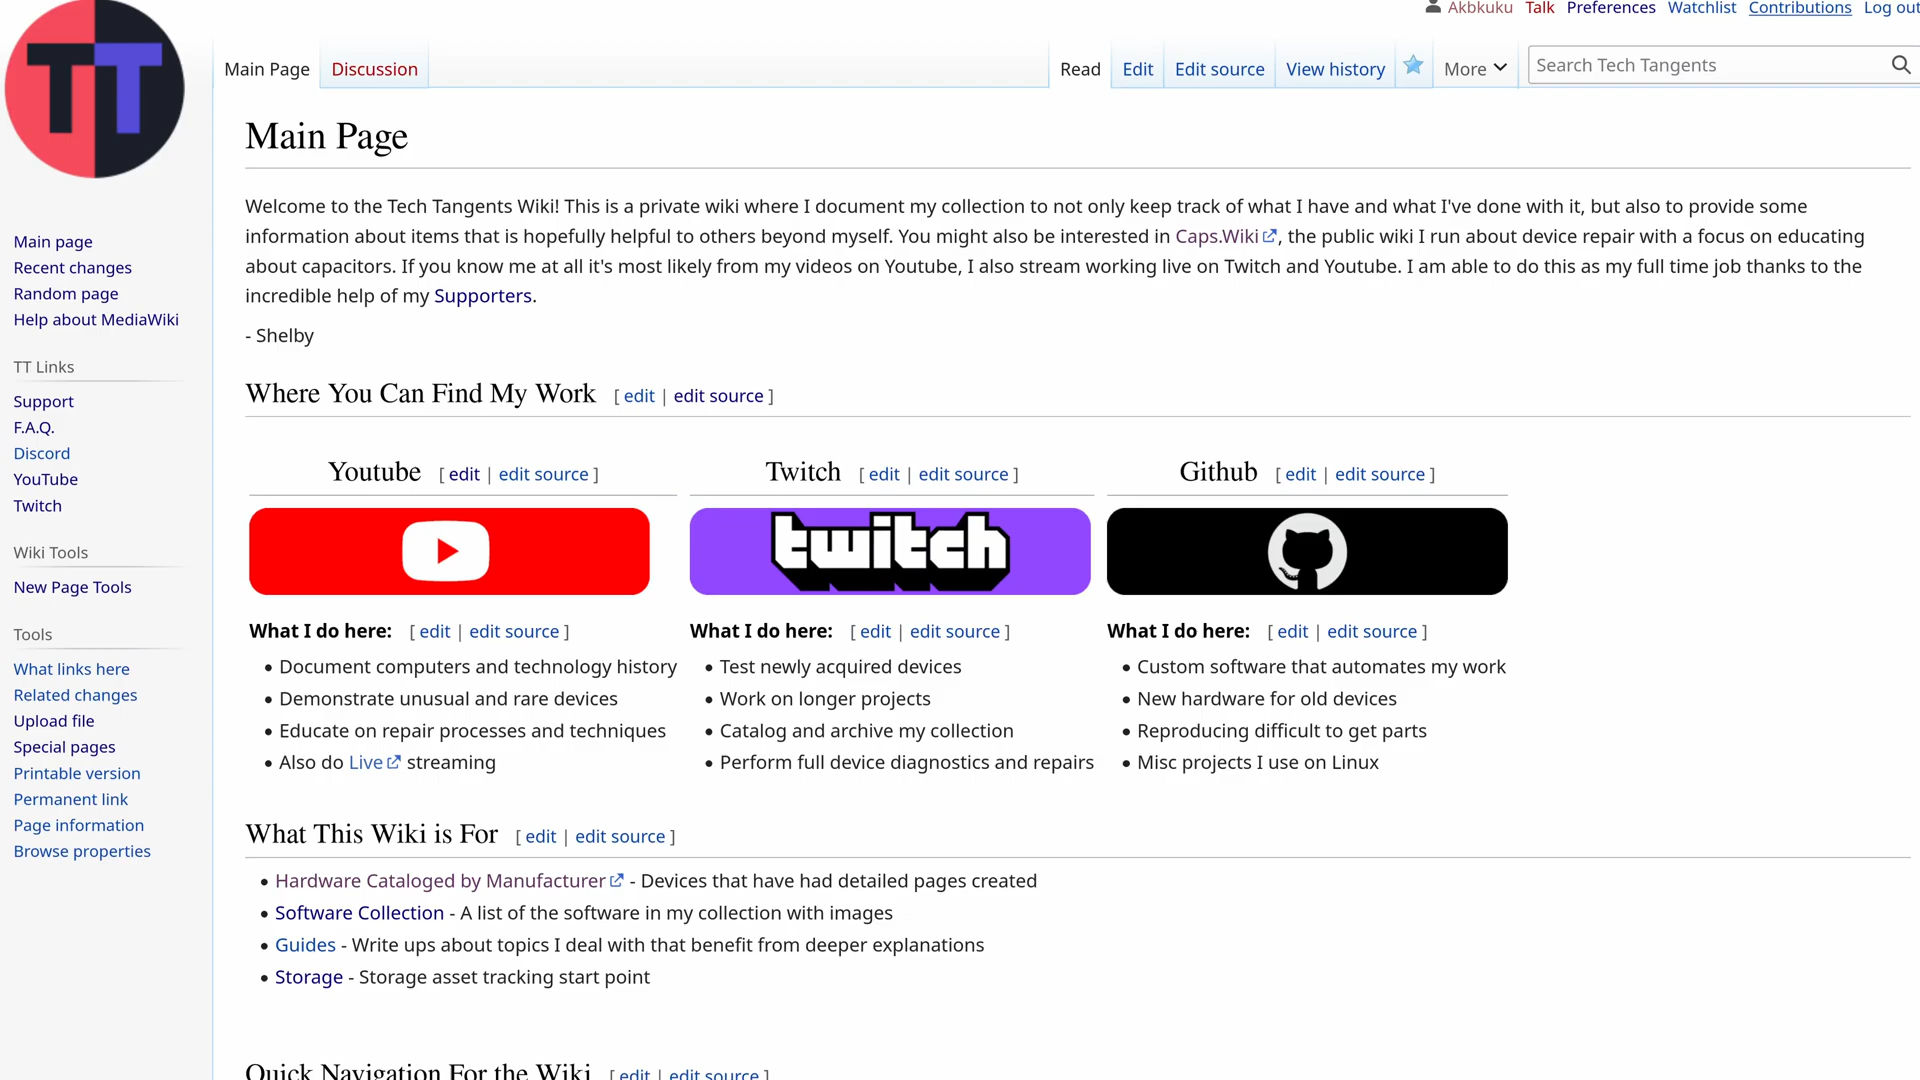 Akbkuku Talk Preferences Watchlist Contributions Log out
TT
Main Page Discussion Read Edit Edit source View history More Search Tech Tangents
Main Page
Welcome to the Tech Tangents Wiki! This is a private wiki where I document my collection to not only keep track of what I have and what I've done with it, but also to provide some
information about items that is hopefully helpful to others beyond myself. You might also be interested in Caps.Wiki, the public wiki I run about device repair with a focus on educating
about capacitors. If you know me at all it's most likely from my videos on Youtube, I also stream working live on Twitch and Youtube. I am able to do this as my full time job thanks to the
incredible help of my Supporters.
- Shelby
Main page
Recent changes
Random page
Help about MediaWiki
TT Links
Support
F.A.Q.
Discord
YouTube
Twitch
Wiki Tools
New Page Tools
Tools
What links here
Related changes
Upload file
Special pages
Printable version
Permanent link
Page information
Browse properties
Where You Can Find My Work [ edit | edit source ]
Youtube [ edit | edit source ]
What I do here: [ edit | edit source ]
• Document computers and technology history
• Demonstrate unusual and rare devices
• Educate on repair processes and techniques
• Also do Live streaming
Twitch [ edit | edit source ]
twitch
What I do here: [ edit | edit source ]
• Test newly acquired devices
• Work on longer projects
• Catalog and archive my collection
• Perform full device diagnostics and repairs
Github [ edit | edit source ]
What I do here: [ edit | edit source ]
• Custom software that automates my work
• New hardware for old devices
• Reproducing difficult to get parts
• Misc projects I use on Linux
What This Wiki is For [ edit | edit source ]
• Hardware Cataloged by Manufacturer - Devices that have had detailed pages created
• Software Collection - A list of the software in my collection with images
• Guides - Write ups about topics I deal with that benefit from deeper explanations
• Storage - Storage asset tracking start point
Quick Navigation For the Wiki [ edit | edit source ]